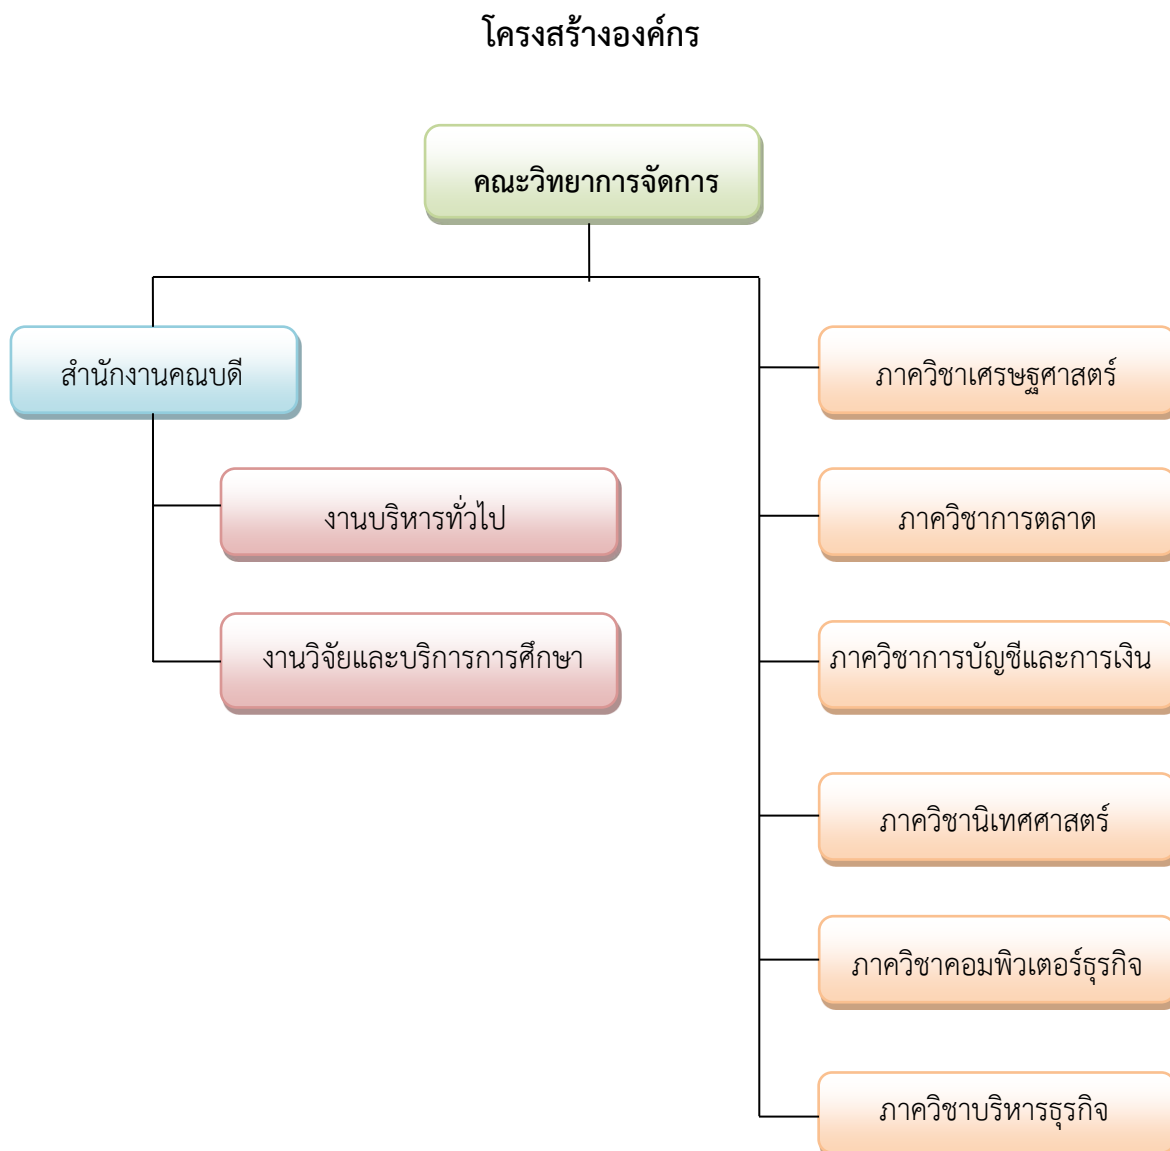 โครงสร้างองค์กร
คณะวิทยาการจัดการ
สำนักงานคณบดี
งานบริหารทั่วไป
งานวิจัยและบริการการศึกษา
ภาควิชาเศรษฐศาสตร์
ภาควิชาการตลาด
ภาควิชาการบัญชีและการเงิน
ภาควิชานิเทศศาสตร์
ภาควิชาคอมพิวเตอร์ธุรกิจ
ภาควิชาบริหารธุรกิจ